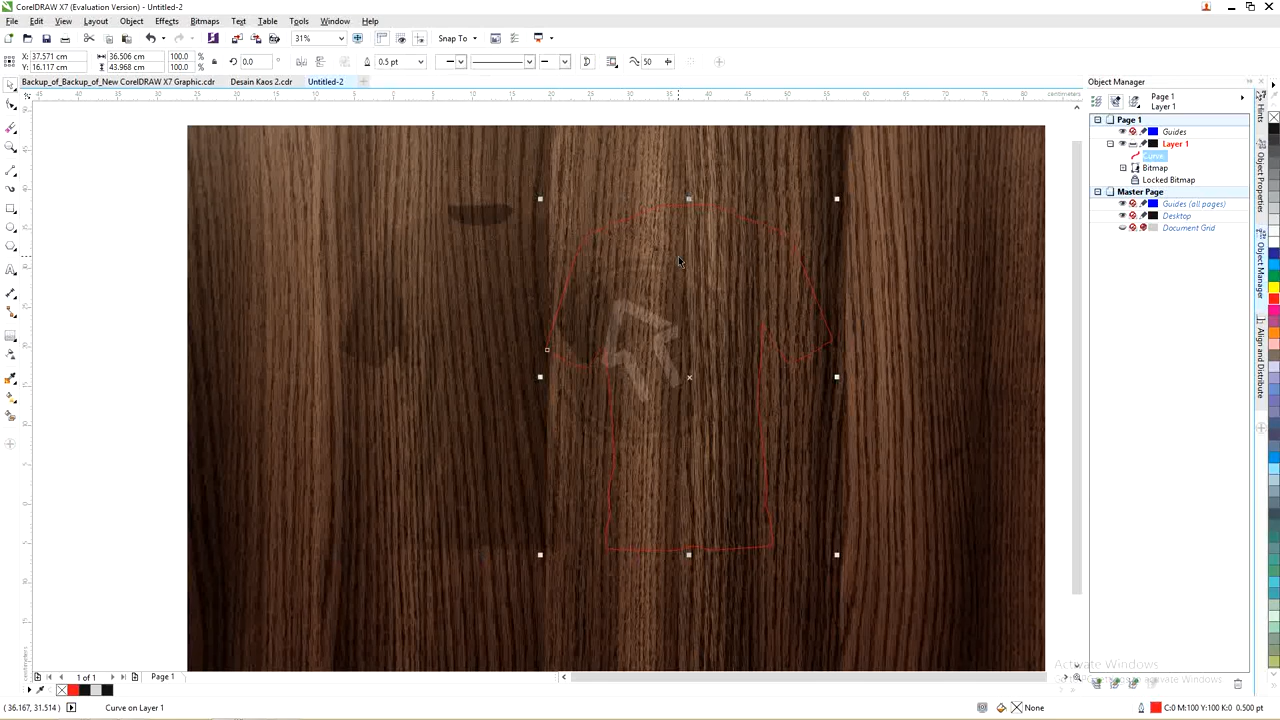 CorelDRAW X7 (Evaluation Version) - Untitled-2
File Edit View Layout Object Effects Bitmaps Text Table Tools Window Help
31% Snap To
X: 37.571 cm 36.506 cm 100.0 % 0.0 ° 0.5 pt 50
Y: 16.117 cm 43.968 cm 100.0 %
Backup_of_Backup_of_New CorelDRAW X7 Graphic.cdr Desain Kaos 2.cdr Untitled-2
centimeters
Object Manager
Page 1
Layer 1
Page 1
Guides
Layer 1
Curve
Bitmap
Locked Bitmap
Master Page
Guides (all pages)
Desktop
Document Grid
Hints
Object Properties
Object Manager
Align and Distribute
Activate Windows
Activate Windows
1 of 1 Page 1
( 36.167, 31.514 ) Curve on Layer 1 None C:0 M:100 Y:100 K:0 0.500 pt